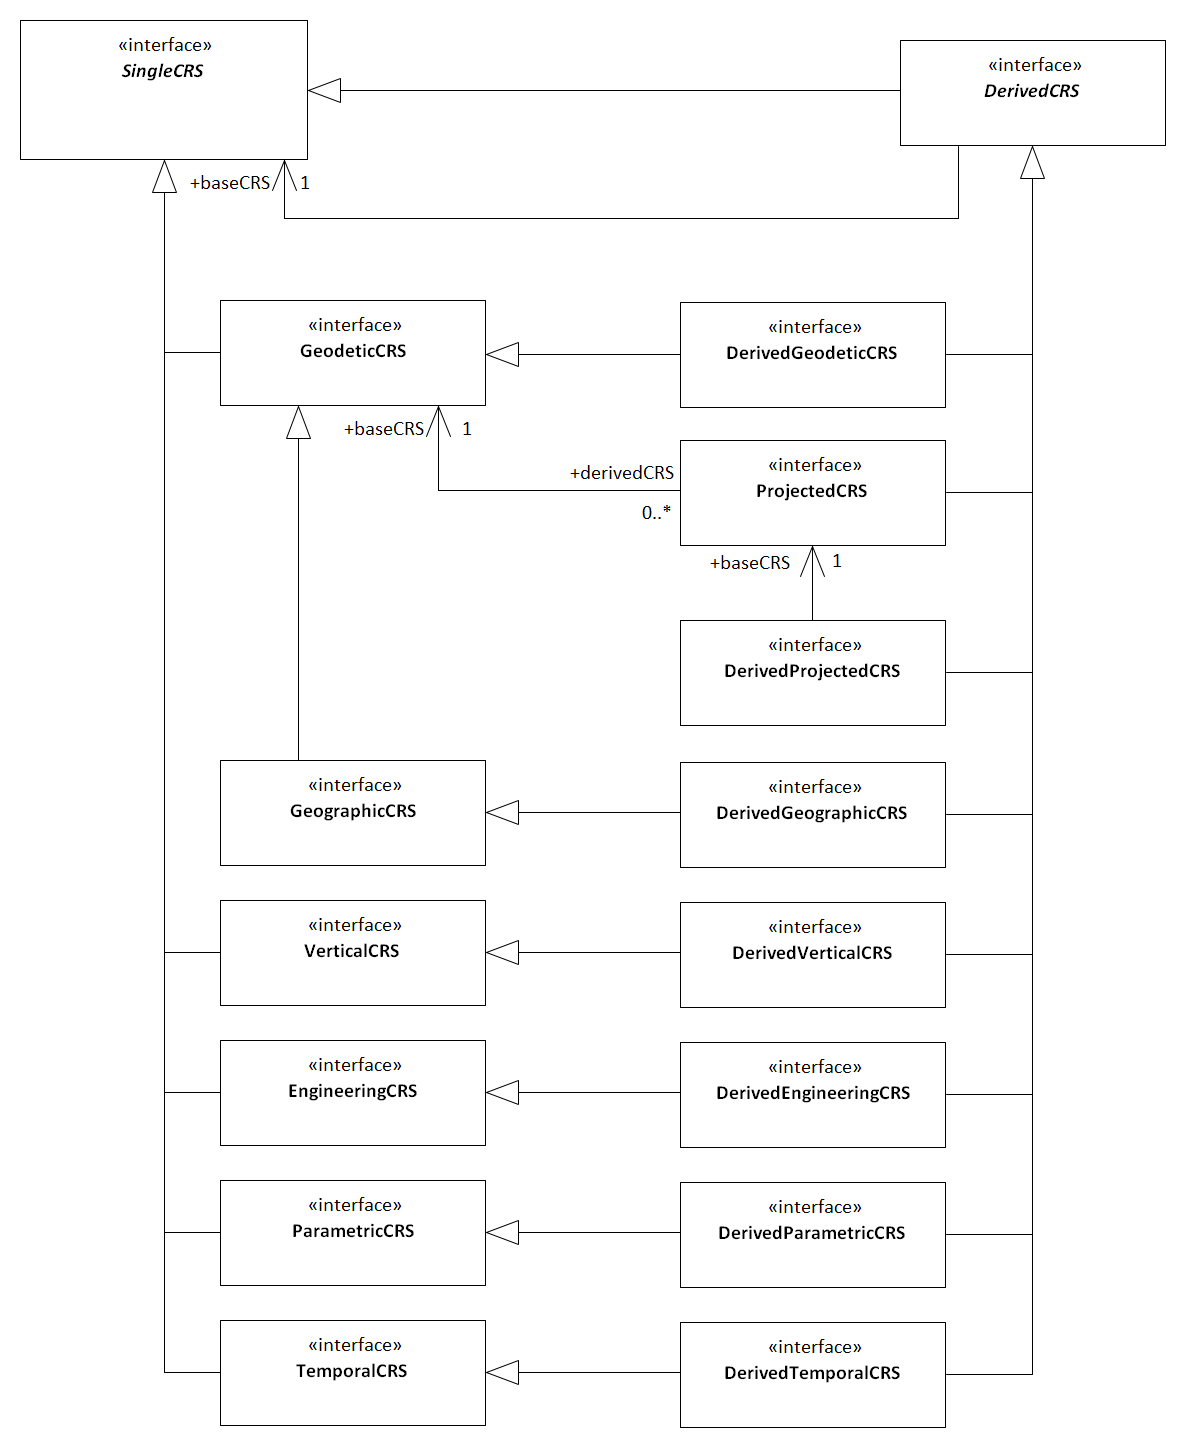 «interface»
SingleCRS
«interface»
DerivedCRS
+baseCRS
1
«interface»
GeodeticCRS
«interface»
DerivedGeodeticCRS
+baseCRS
1
+derivedCRS
0..*
«interface»
ProjectedCRS
+baseCRS
1
«interface»
DerivedProjectedCRS
«interface»
GeographicCRS
«interface»
DerivedGeographicCRS
«interface»
VerticalCRS
«interface»
DerivedVerticalCRS
«interface»
EngineeringCRS
«interface»
DerivedEngineeringCRS
«interface»
ParametricCRS
«interface»
DerivedParametricCRS
«interface»
TemporalCRS
«interface»
DerivedTemporalCRS